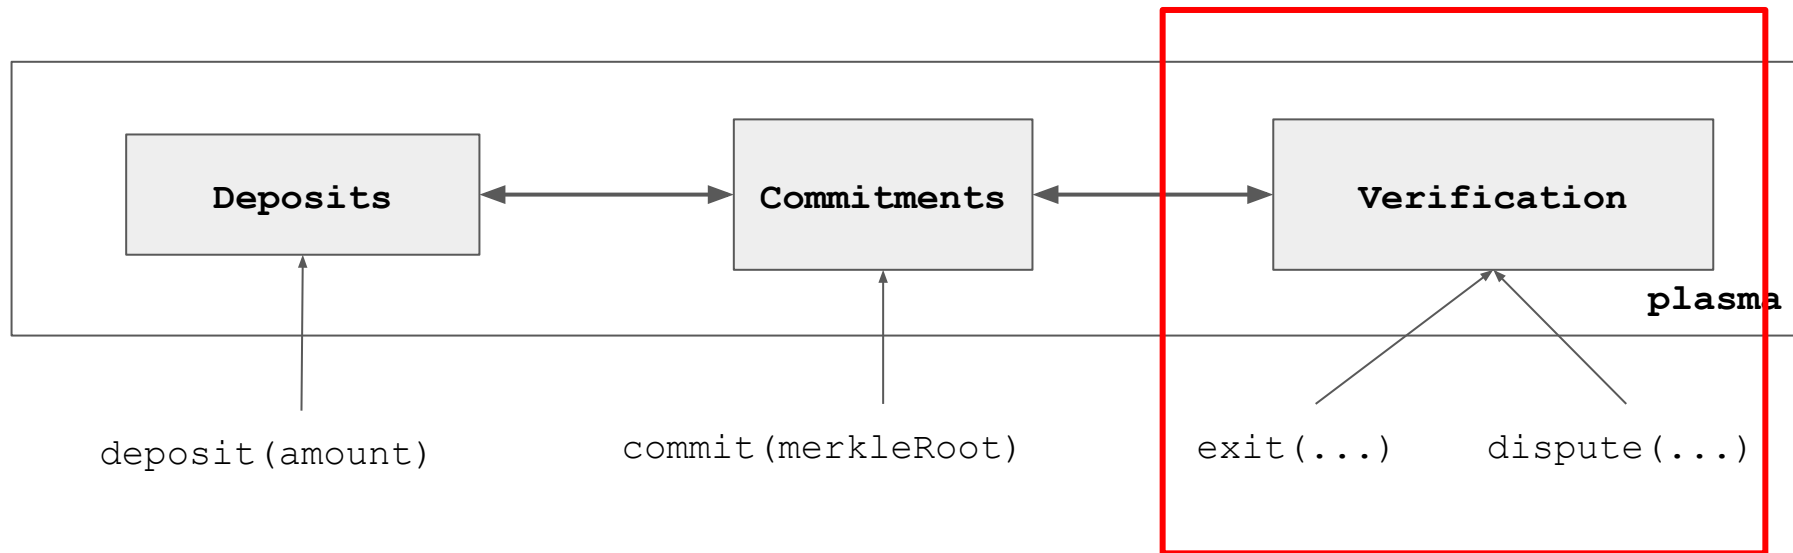 Deposits
Commitments
Verification
plasma
deposit(amount)
commit(merkleRoot)
exit(...)
dispute(...)